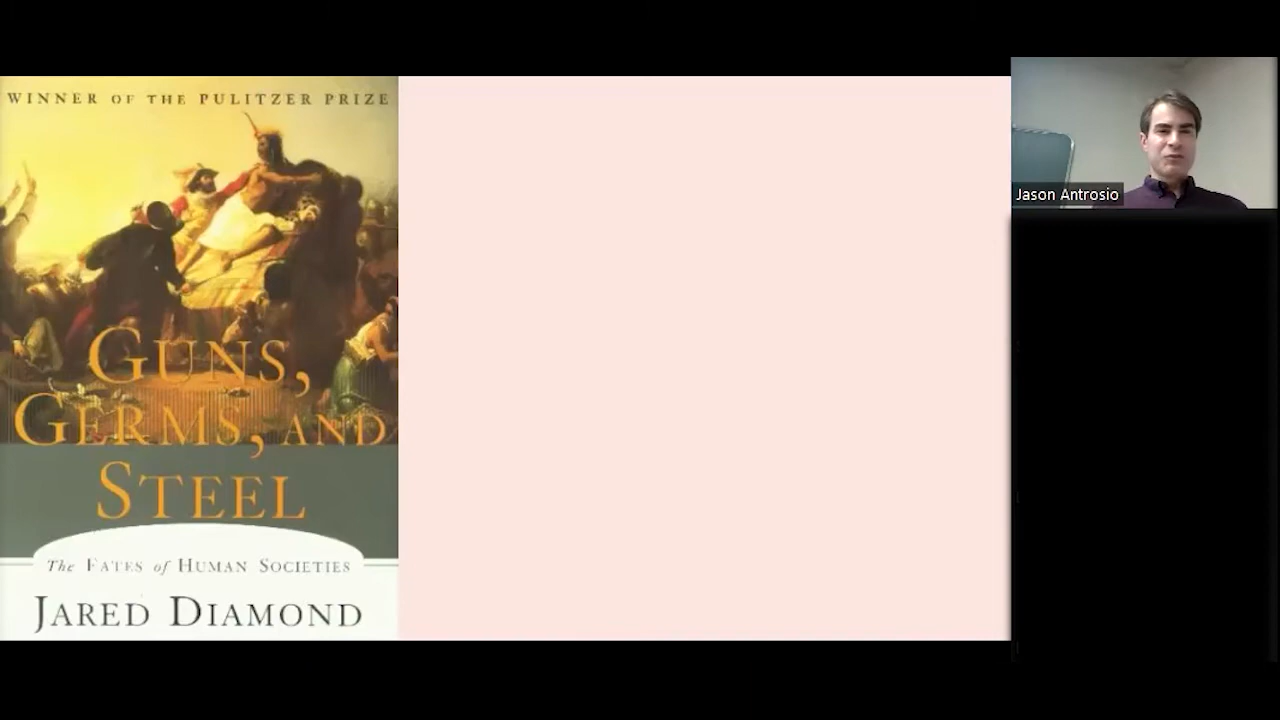 WINNER OF THE PULITZER PRIZE
GUNS,
GERMS, AND
STEEL
The FATES of HUMAN SOCIETIES
JARED DIAMOND
Jason Antrosio